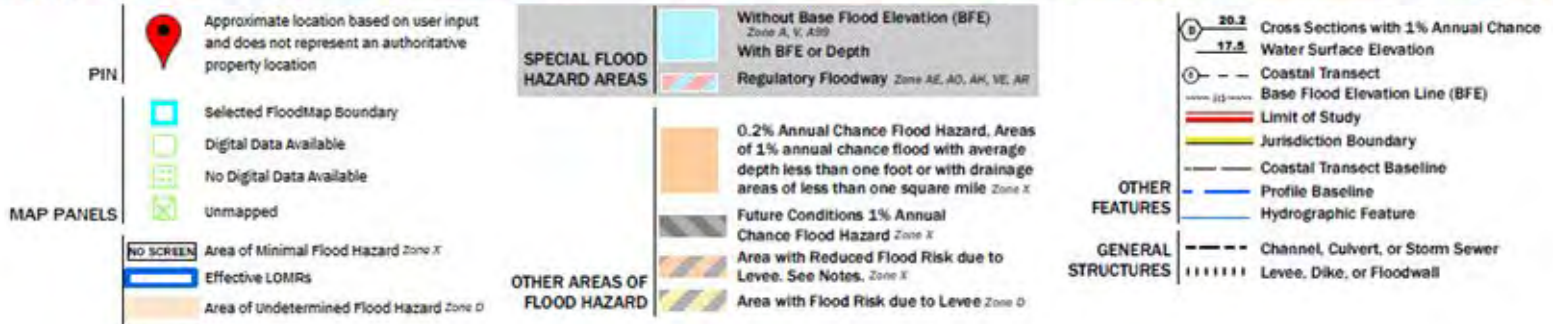 PIN
Approximate location based on user input
and does not represent an authoritative
property location
MAP PANELS
Selected FloodMap Boundary
Digital Data Available
No Digital Data Available
Unmapped
NO SCREEN Area of Minimal Flood Hazard Zone X
Effective LOMRs
Area of Undetermined Flood Hazard Zone D
SPECIAL FLOOD
HAZARD AREAS
Without Base Flood Elevation (BFE)
Zone A, V, A99
With BFE or Depth
Regulatory Floodway Zone AE, AO, AH, VE, AR
OTHER AREAS OF
FLOOD HAZARD
0.2% Annual Chance Flood Hazard, Areas
of 1% annual chance flood with average
depth less than one foot or with drainage
areas of less than one square mile Zone X
Future Conditions 1% Annual
Chance Flood Hazard Zone X
Area with Reduced Flood Risk due to
Levee. See Notes. Zone X
Area with Flood Risk due to Levee Zone D
OTHER
FEATURES
20.2 Cross Sections with 1% Annual Chance
17.5 Water Surface Elevation
Coastal Transect
Base Flood Elevation Line (BFE)
Limit of Study
Jurisdiction Boundary
Coastal Transect Baseline
Profile Baseline
Hydrographic Feature
GENERAL
STRUCTURES
Channel, Culvert, or Storm Sewer
Levee, Dike, or Floodwall